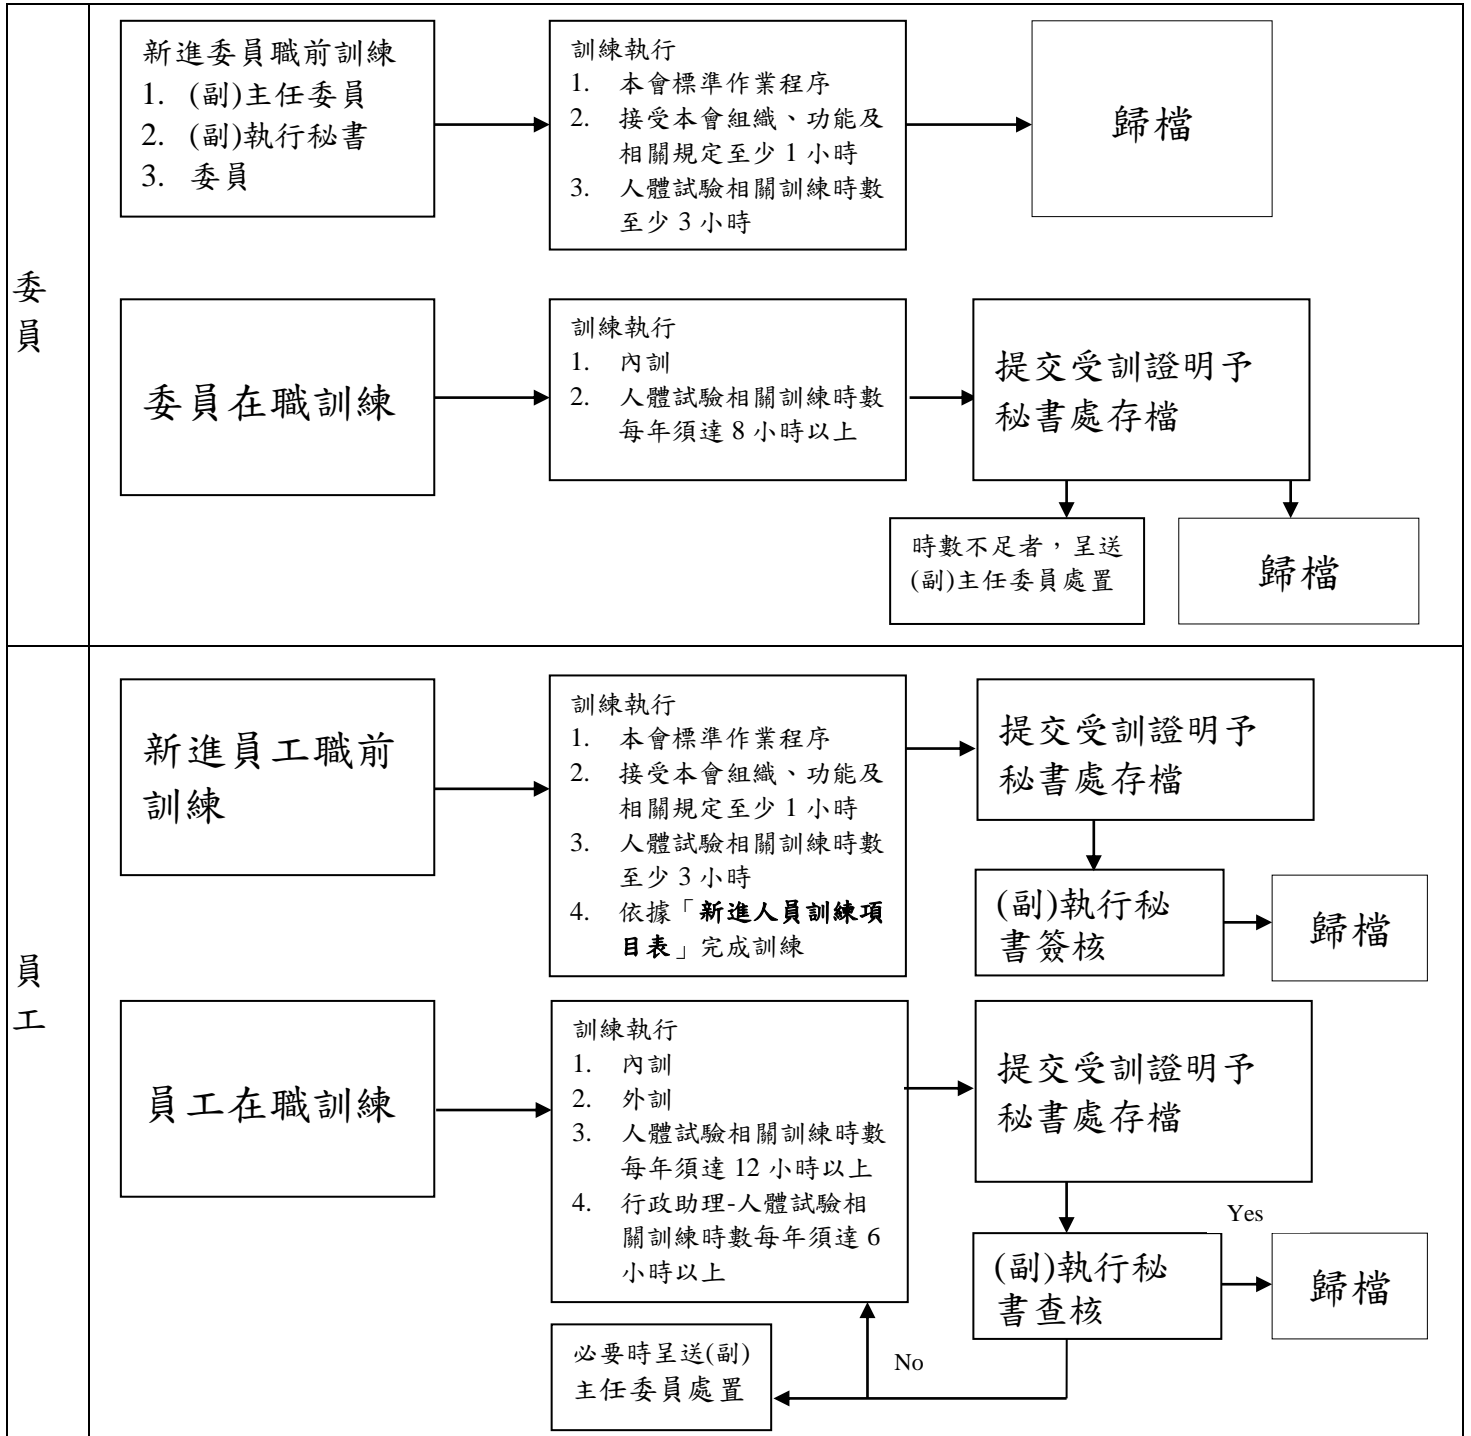 委
員
新進委員職前訓練
1. (副)主任委員
2. (副)執行秘書
3. 委員
訓練執行
1. 本會標準作業程序
2. 接受本會組織、功能及
相關規定至少 1 小時
3. 人體試驗相關訓練時數
至少 3 小時
歸檔
委員在職訓練
訓練執行
1. 內訓
2. 人體試驗相關訓練時數
每年須達 8 小時以上
提交受訓證明予
秘書處存檔
時數不足者，呈送
(副)主任委員處置
歸檔
員
工
新進員工職前
訓練
訓練執行
1. 本會標準作業程序
2. 接受本會組織、功能及
相關規定至少 1 小時
3. 人體試驗相關訓練時數
至少 3 小時
4. 依據「新進人員訓練項
目表」完成訓練
提交受訓證明予
秘書處存檔
(副)執行秘
書簽核
歸檔
員工在職訓練
訓練執行
1. 內訓
2. 外訓
3. 人體試驗相關訓練時數
每年須達 12 小時以上
4. 行政助理-人體試驗相
關訓練時數每年須達 6
小時以上
提交受訓證明予
秘書處存檔
(副)執行秘
書查核
Yes
歸檔
No
必要時呈送(副)
主任委員處置